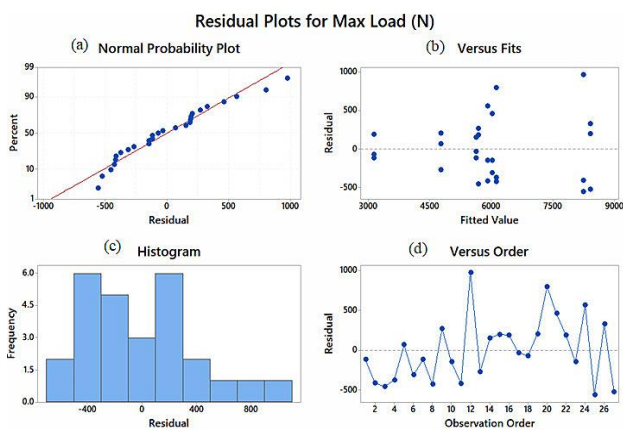 Residual Plots for Max Load (N)
(a) Normal Probability Plot
99
90
50
10
1
Percent
-1000 -500 0 500 1000
Residual
(b) Versus Fits
1000
500
0
-500
Residual
3000 4500 6000 7500 9000
Fitted Value
(c) Histogram
6.0
4.5
3.0
1.5
0.0
Frequency
-400 0 400 800
Residual
(d) Versus Order
1000
500
0
-500
Residual
2 4 6 8 10 12 14 16 18 20 22 24 26
Observation Order